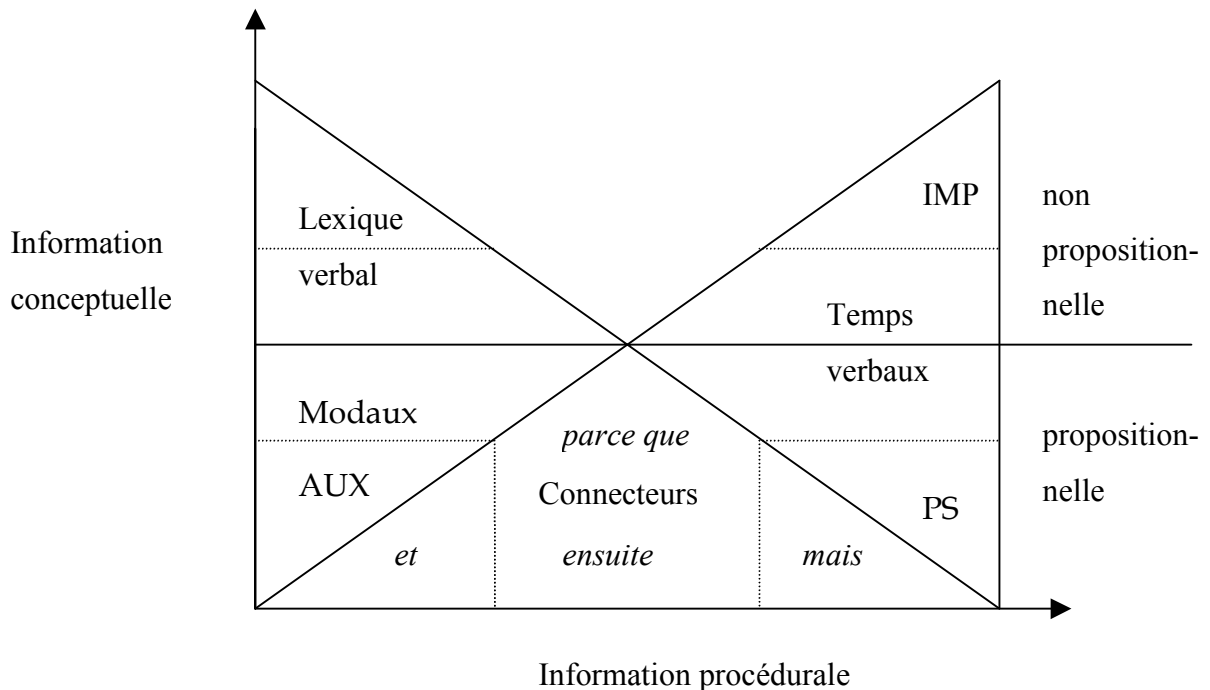 Information
conceptuelle
Lexique
verbal
Modaux
AUX
et
parce que
Connecteurs
ensuite
mais
IMP
Temps
verbaux
PS
non
proposition-
nelle
proposition-
nelle
Information procédurale